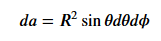 da = R² sin θdθdϕ